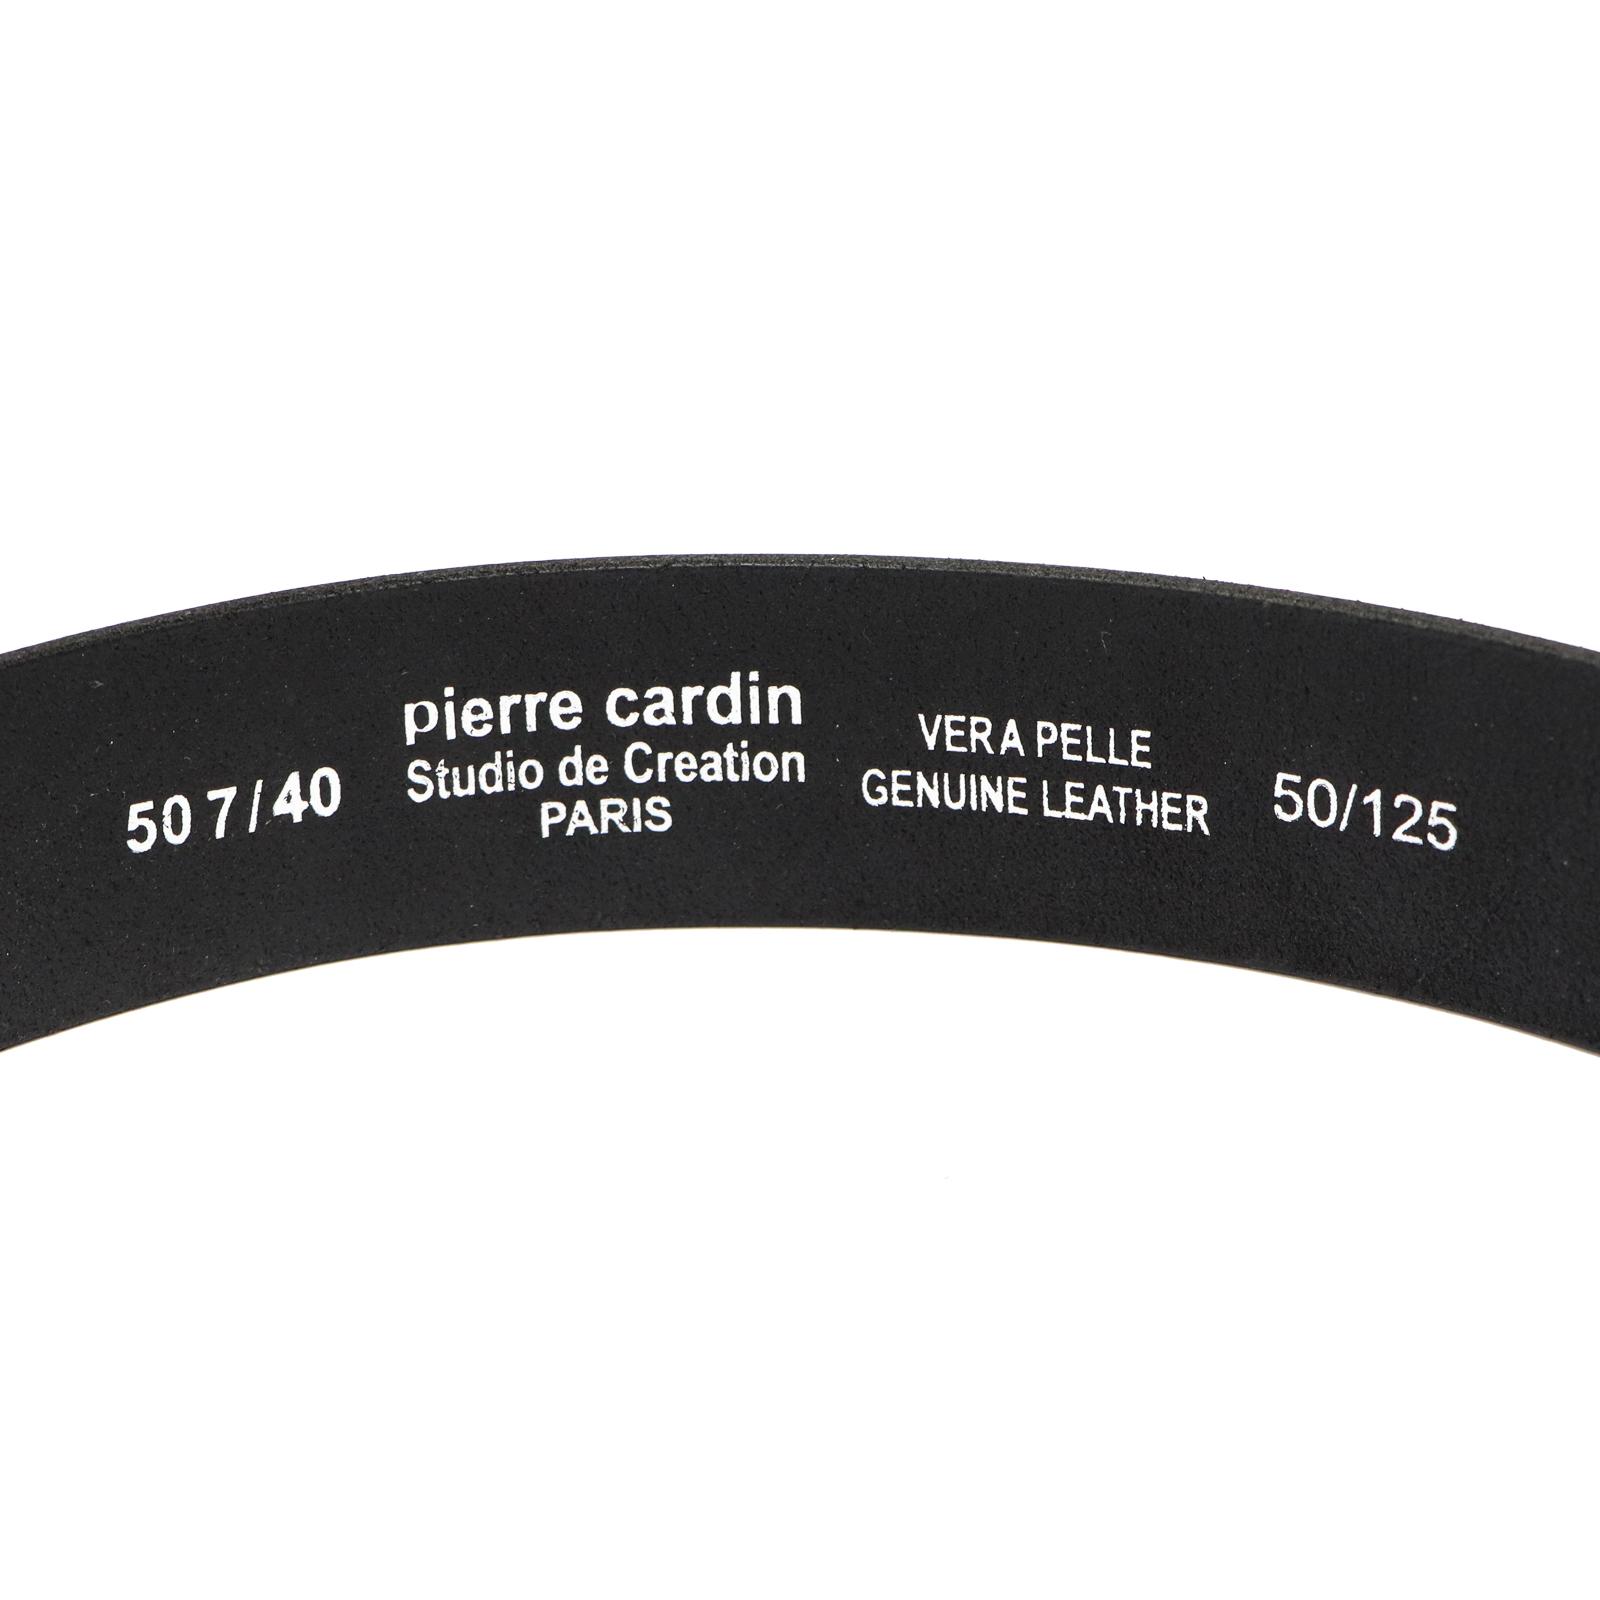 50 7/40
pierre cardin
Studio de Creation
PARIS
VERA PELLE
GENUINE LEATHER
50/125